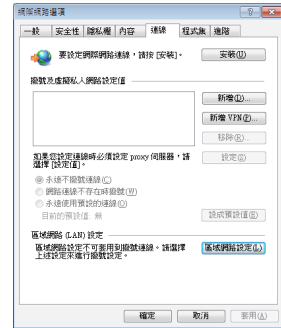 網際網路選項
一般 安全性 隱私權 內容 連線 程式集 進階
要設定網際網路連線，請按 [安裝]。
安裝(U)
撥號及虛擬私人網路設定值
新增(D)...
新增 VPN(P)...
移除(R)...
如果您設定連線時必須設定 proxy 伺服器，請
選擇 [設定值]。
設定(S)
永遠不撥號連線(C)
網路連線不存在時撥號(W)
永遠使用預設的連線(O)
目前的預設值: 無
設成預設值(E)
區域網路 (LAN) 設定
區域網路設定不可套用到撥號連線。請選擇
上述設定來進行撥號設定。
區域網路設定(L)
確定 取消 套用(A)